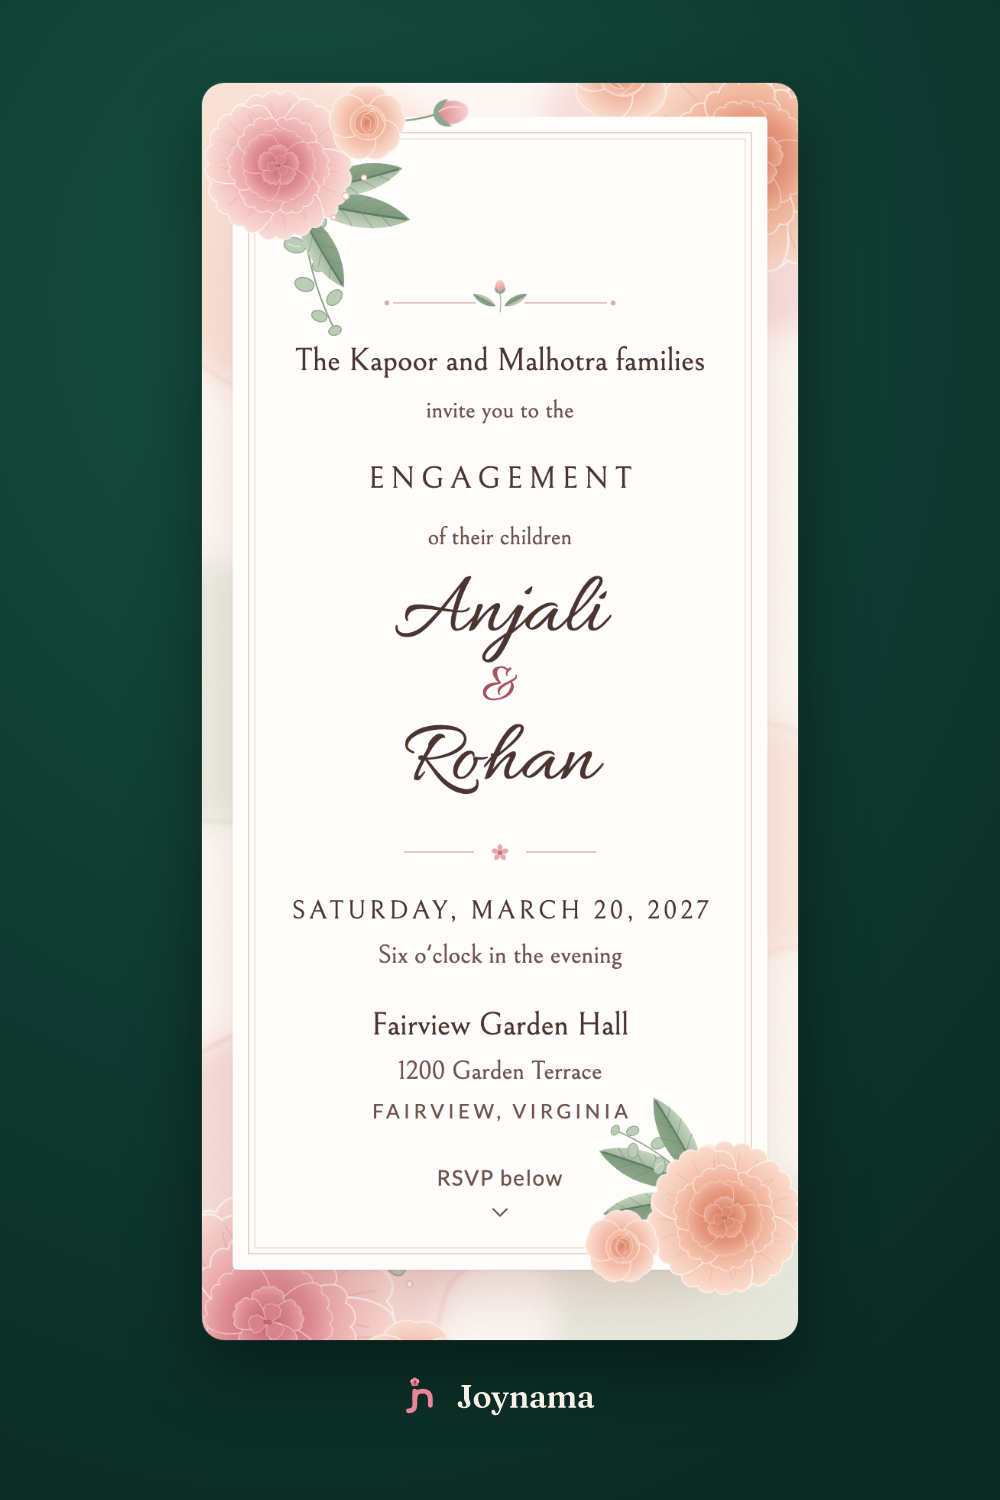 The Kapoor and Malhotra families
invite you to the
ENGAGEMENT
of their children
Anjali
&
Rohan
SATURDAY, MARCH 20, 2027
Six o'clock in the evening
Fairview Garden Hall
1200 Garden Terrace
FAIRVIEW, VIRGINIA
RSVP below
jn Joynama